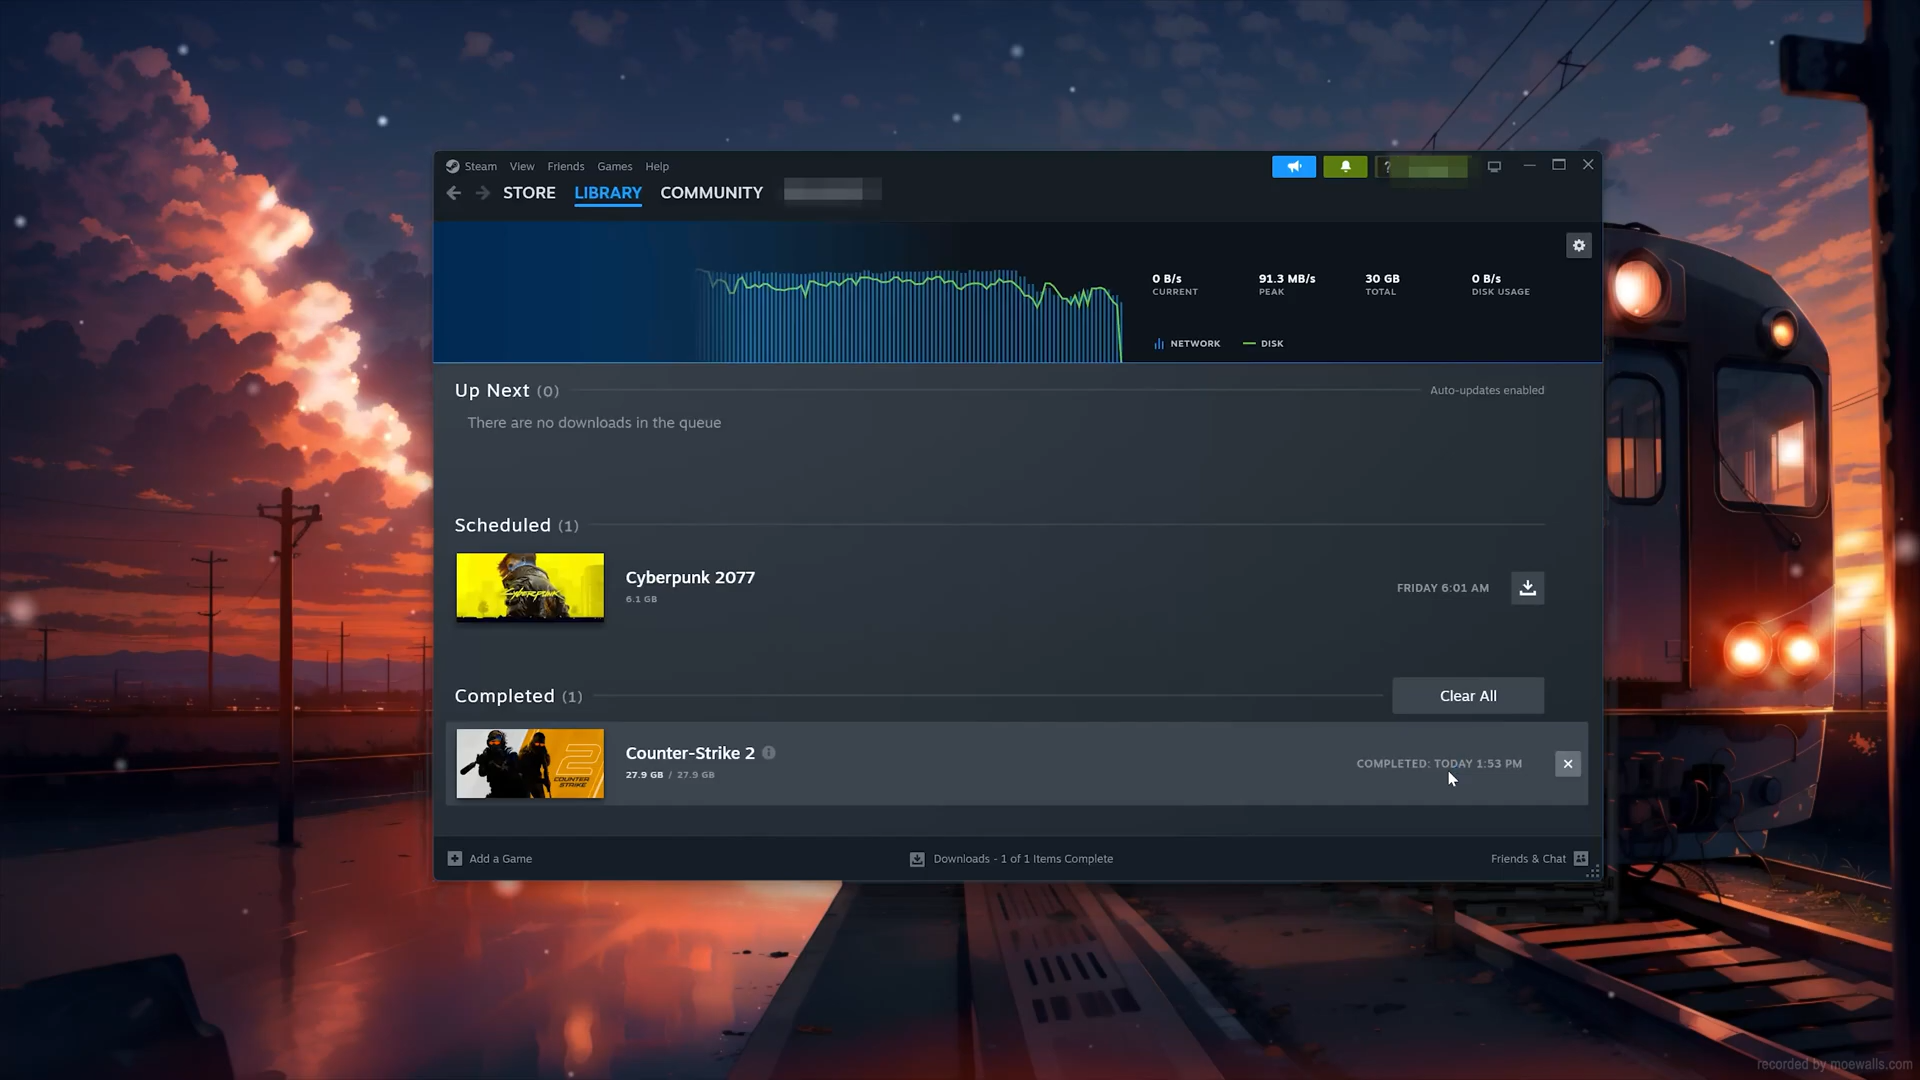 Steam View Friends Games Help
?
STORE LIBRARY COMMUNITY
0 B/s 91.3 MB/s 30 GB 0 B/s
CURRENT PEAK TOTAL DISK USAGE
NETWORK DISK
Up Next (0) Auto-updates enabled
There are no downloads in the queue
Scheduled (1)
CYBERPUNK
Cyberpunk 2077
6.1 GB
FRIDAY 6:01 AM
Completed (1) Clear All
2
COUNTER
STRIKE
Counter-Strike 2
27.9 GB / 27.9 GB
COMPLETED: TODAY 1:53 PM
Add a Game Downloads - 1 of 1 Items Complete Friends & Chat
recorded by moewalls.com